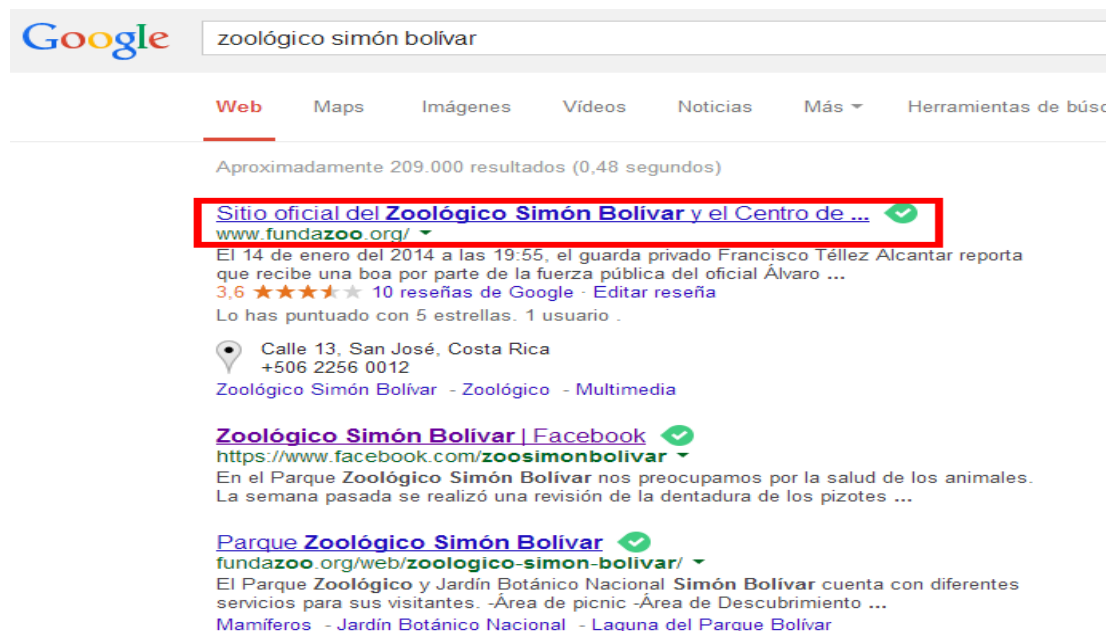 Google zoológico simón bolívar
Web Maps Imágenes Vídeos Noticias Más Herramientas de búsc
Aproximadamente 209.000 resultados (0,48 segundos)
Sitio oficial del Zoológico Simón Bolívar y el Centro de ...
www.fundazoo.org/
El 14 de enero del 2014 a las 19:55, el guarda privado Francisco Téllez Alcantar reporta
que recibe una boa por parte de la fuerza pública del oficial Álvaro ...
3,6 10 reseñas de Google - Editar reseña
Lo has puntuado con 5 estrellas. 1 usuario .
Calle 13, San José, Costa Rica
+506 2256 0012
Zoológico Simón Bolívar - Zoológico - Multimedia
Zoológico Simón Bolívar | Facebook
https://www.facebook.com/zoosimonbolivar
En el Parque Zoológico Simón Bolívar nos preocupamos por la salud de los animales.
La semana pasada se realizó una revisión de la dentadura de los pizotes ...
Parque Zoológico Simón Bolívar
fundazoo.org/web/zoologico-simon-bolivar/
El Parque Zoológico y Jardín Botánico Nacional Simón Bolívar cuenta con diferentes
servicios para sus visitantes. -Área de picnic -Área de Descubrimiento ...
Mamíferos - Jardín Botánico Nacional - Laguna del Parque Bolívar